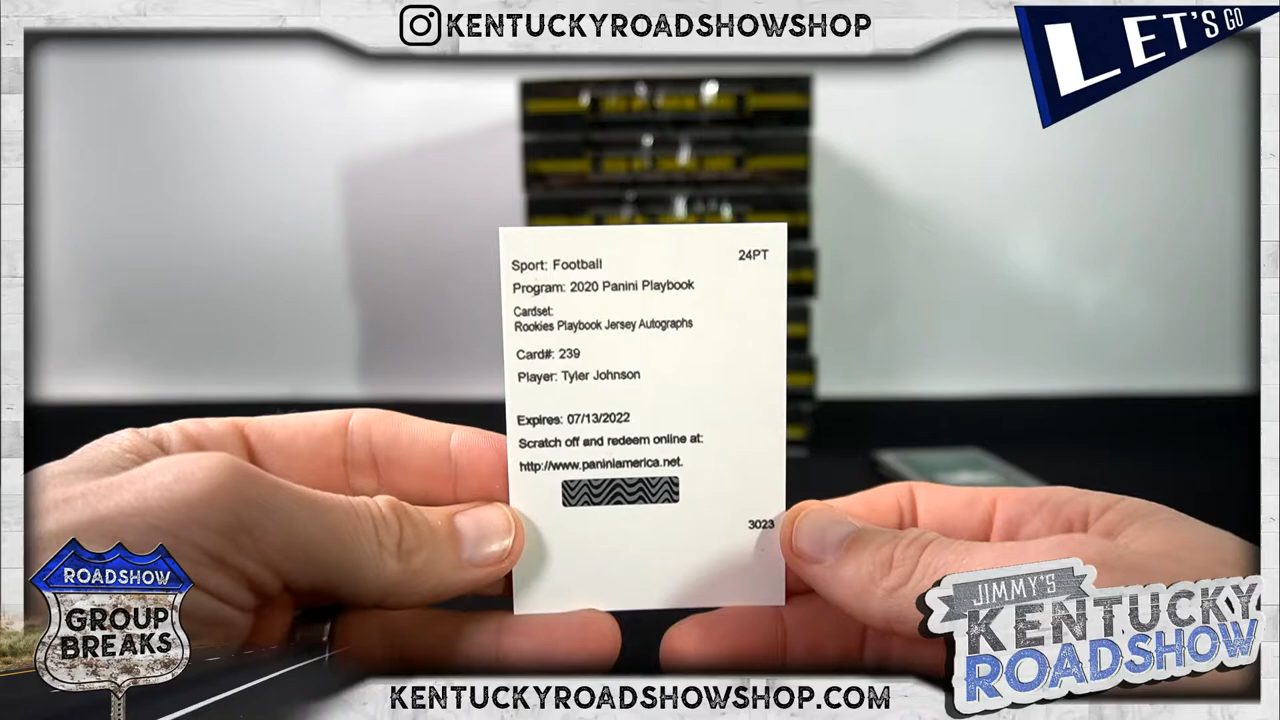 KENTUCKYROADSHOWSHOP
LET'S GO
Sport: Football
24PT
Program: 2020 Panini Playbook
Cardset:
Rookies Playbook Jersey Autographs
Card#: 239
Player: Tyler Johnson
Expires: 07/13/2022
Scratch off and redeem online at:
http://www.paniniamerica.net.
3023
ROADSHOW
GROUP
BREAKS
JIMMY'S
KENTUCKY
ROADSHOW
KENTUCKYROADSHOWSHOP.COM